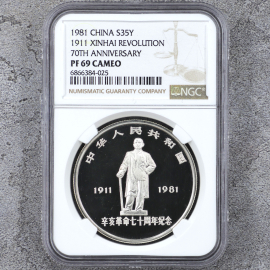 1981 CHINA S35Y
1911 XINHAI REVOLUTION
70TH ANNIVERSARY
PF 69 CAMEO
6866384-025
NUMISMATIC GUARANTY COMPANY
NGC
中华人民共和国
1911 1981
辛亥革命七十周年纪念